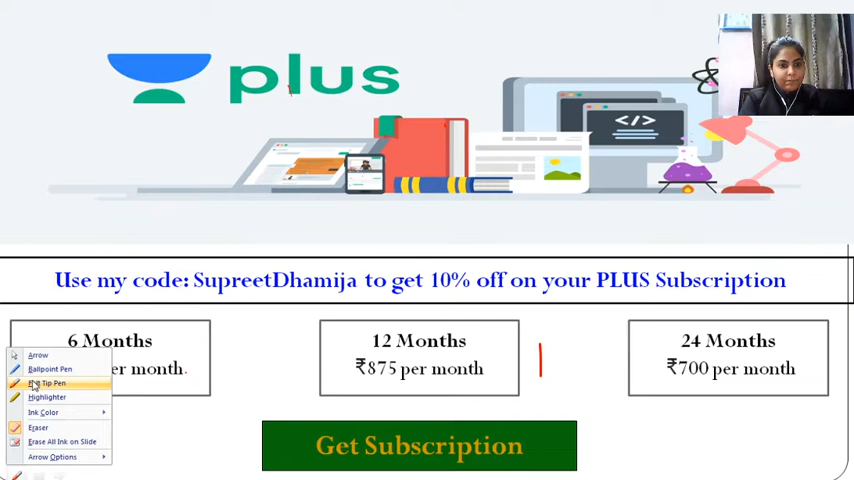 plus
</>
Use my code: SupreetDhamija to get 10% off on your PLUS Subscription
6 Months
er month.
12 Months
₹875 per month
24 Months
₹700 per month
Arrow
Ballpoint Pen
Tip Pen
Highlighter
Ink Color
Eraser
Erase All Ink on Slide
Arrow Options
Get Subscription